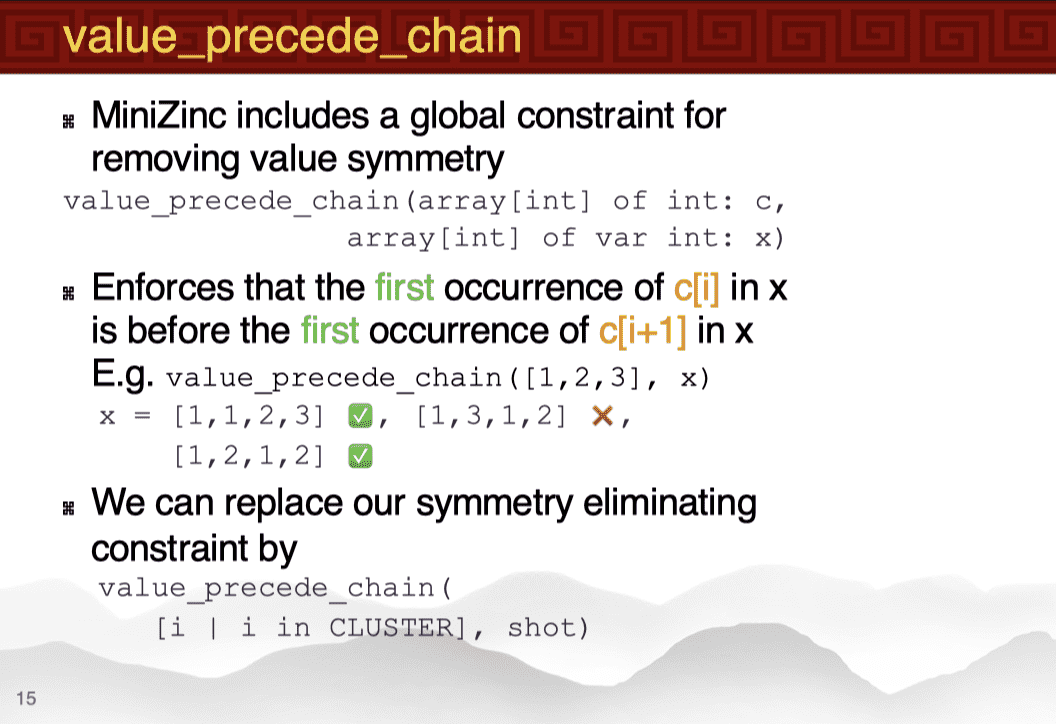 value_precede_chain
⌘ MiniZinc includes a global constraint for
removing value symmetry
value_precede_chain(array[int] of int: c,
array[int] of var int: x)
⌘ Enforces that the first occurrence of c[i] in x
is before the first occurrence of c[i+1] in x
E.g. value_precede_chain([1,2,3], x)
x = [1,1,2,3] ✅, [1,3,1,2] ❌,
[1,2,1,2] ✅
⌘ We can replace our symmetry eliminating
constraint by
value_precede_chain(
[i | i in CLUSTER], shot)
15